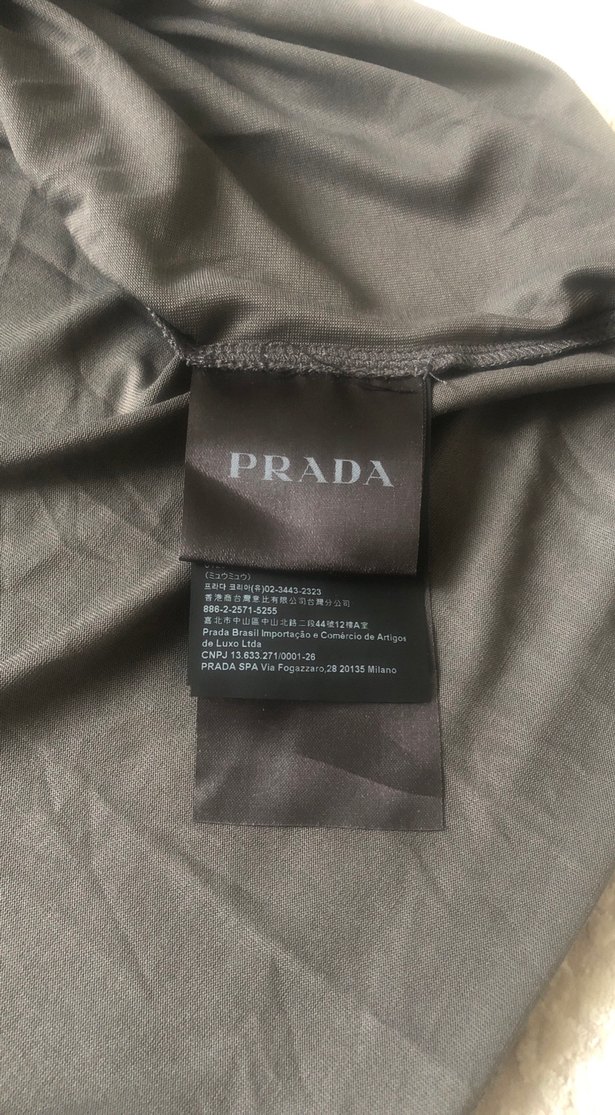 PRADA
(ミュウミュウ)
프라다 코리아(유)02-3443-2323
香港商台灣意比有限公司台灣分公司
886-2-2571-5255
嘉北市中山區中山北路二段44號12樓A室
Prada Brasil Importação e Comércio de Artigos
de Luxo Ltda
CNPJ 13.633.271/0001-26
PRADA SPA Via Fogazzaro,28 20135 Milano